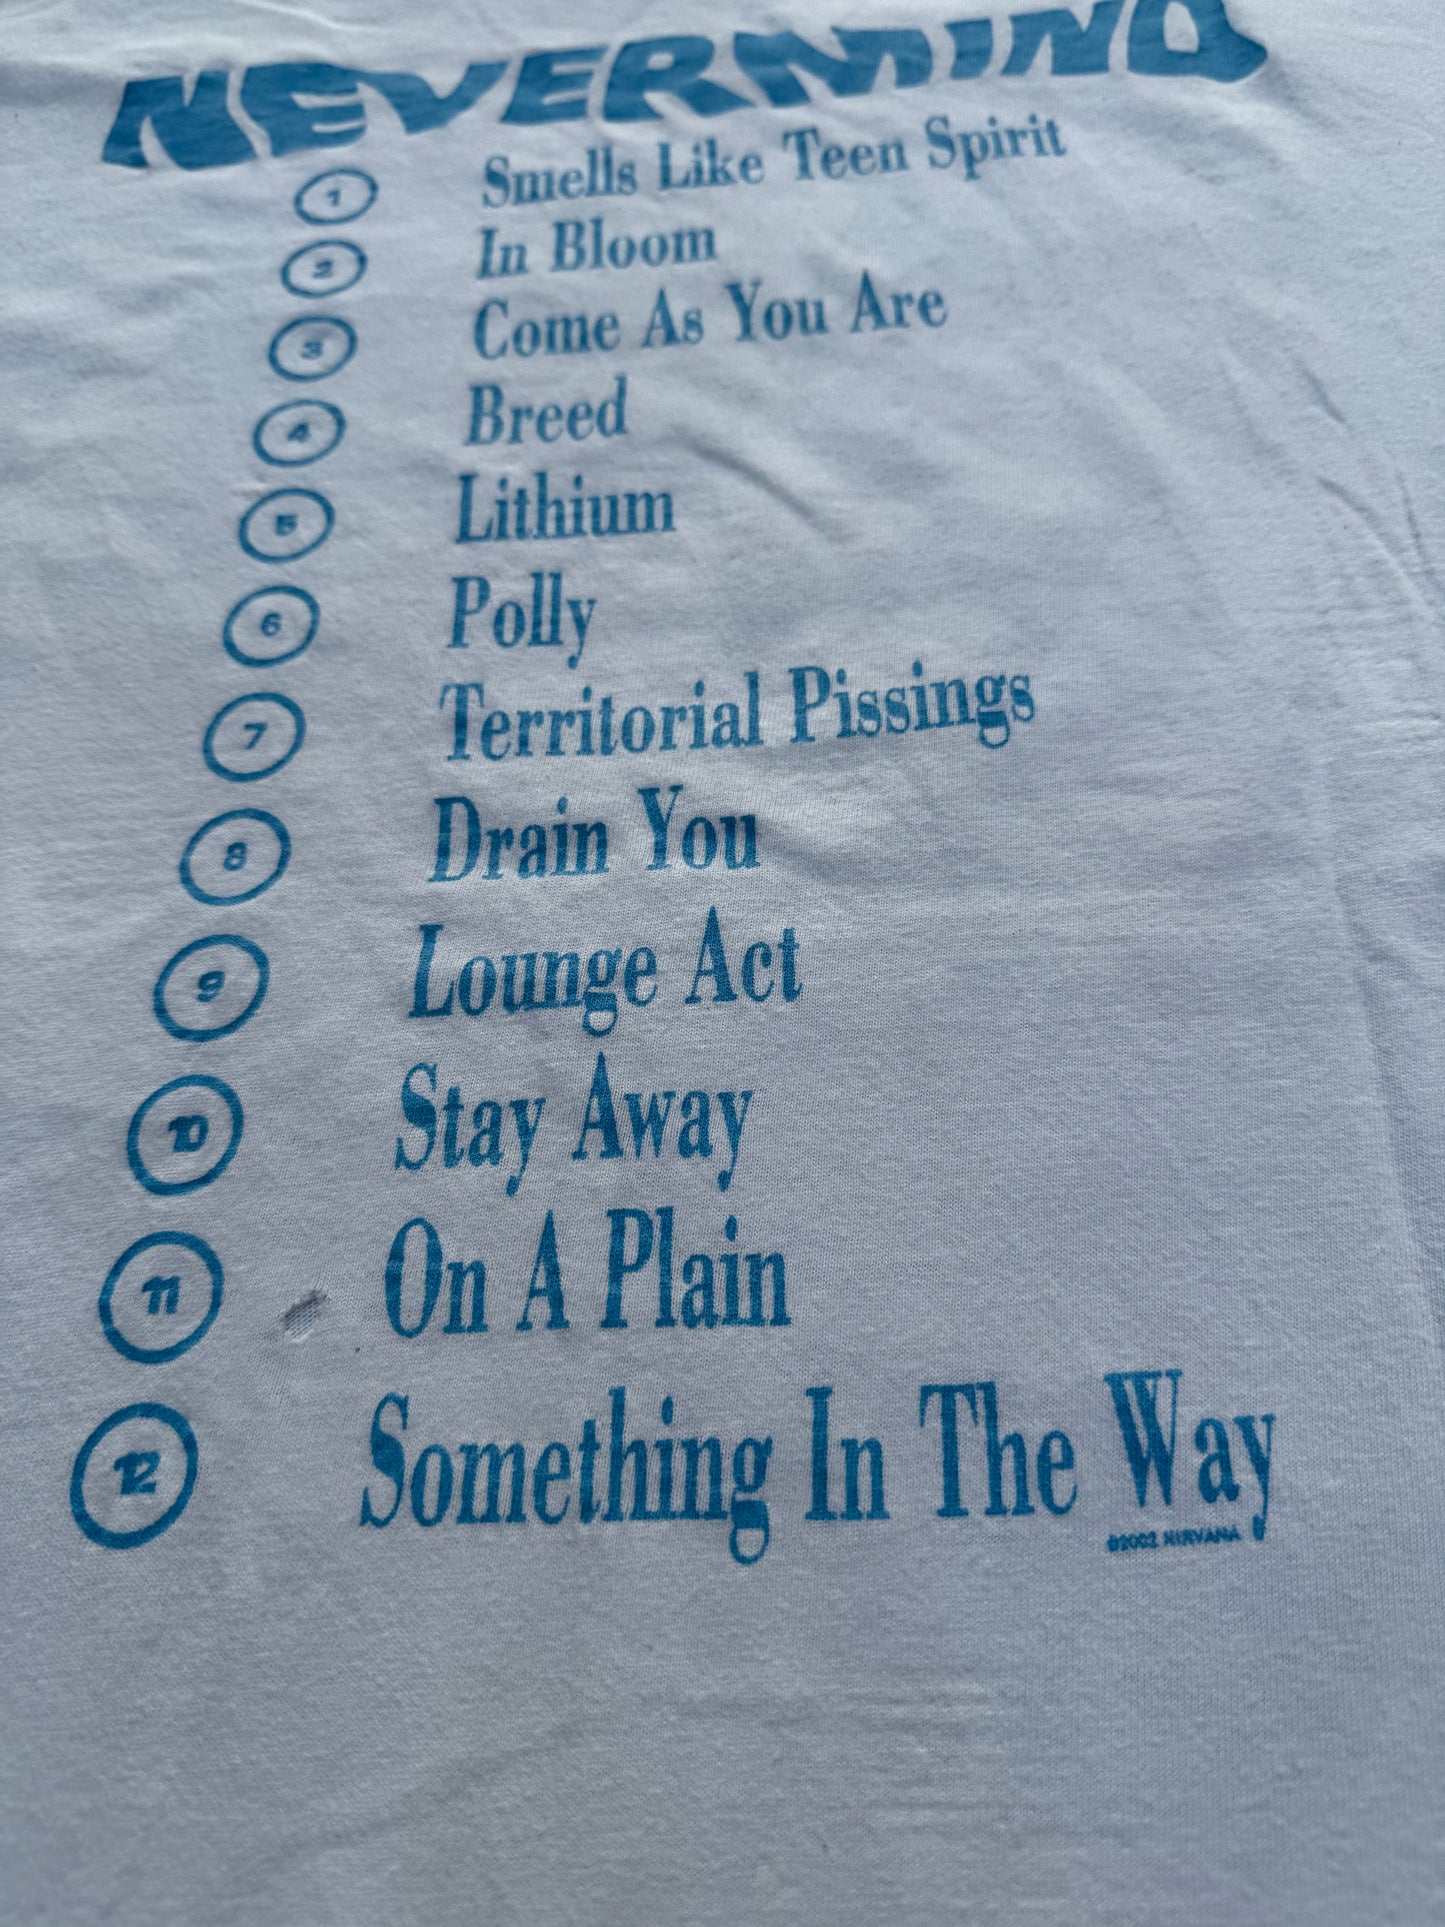 NEVERMIND
1 Smells Like Teen Spirit
2 In Bloom
3 Come As You Are
4 Breed
5 Lithium
6 Polly
7 Territorial Pissings
8 Drain You
9 Lounge Act
10 Stay Away
11 On A Plain
12 Something In The Way
©2002 NIRVANA